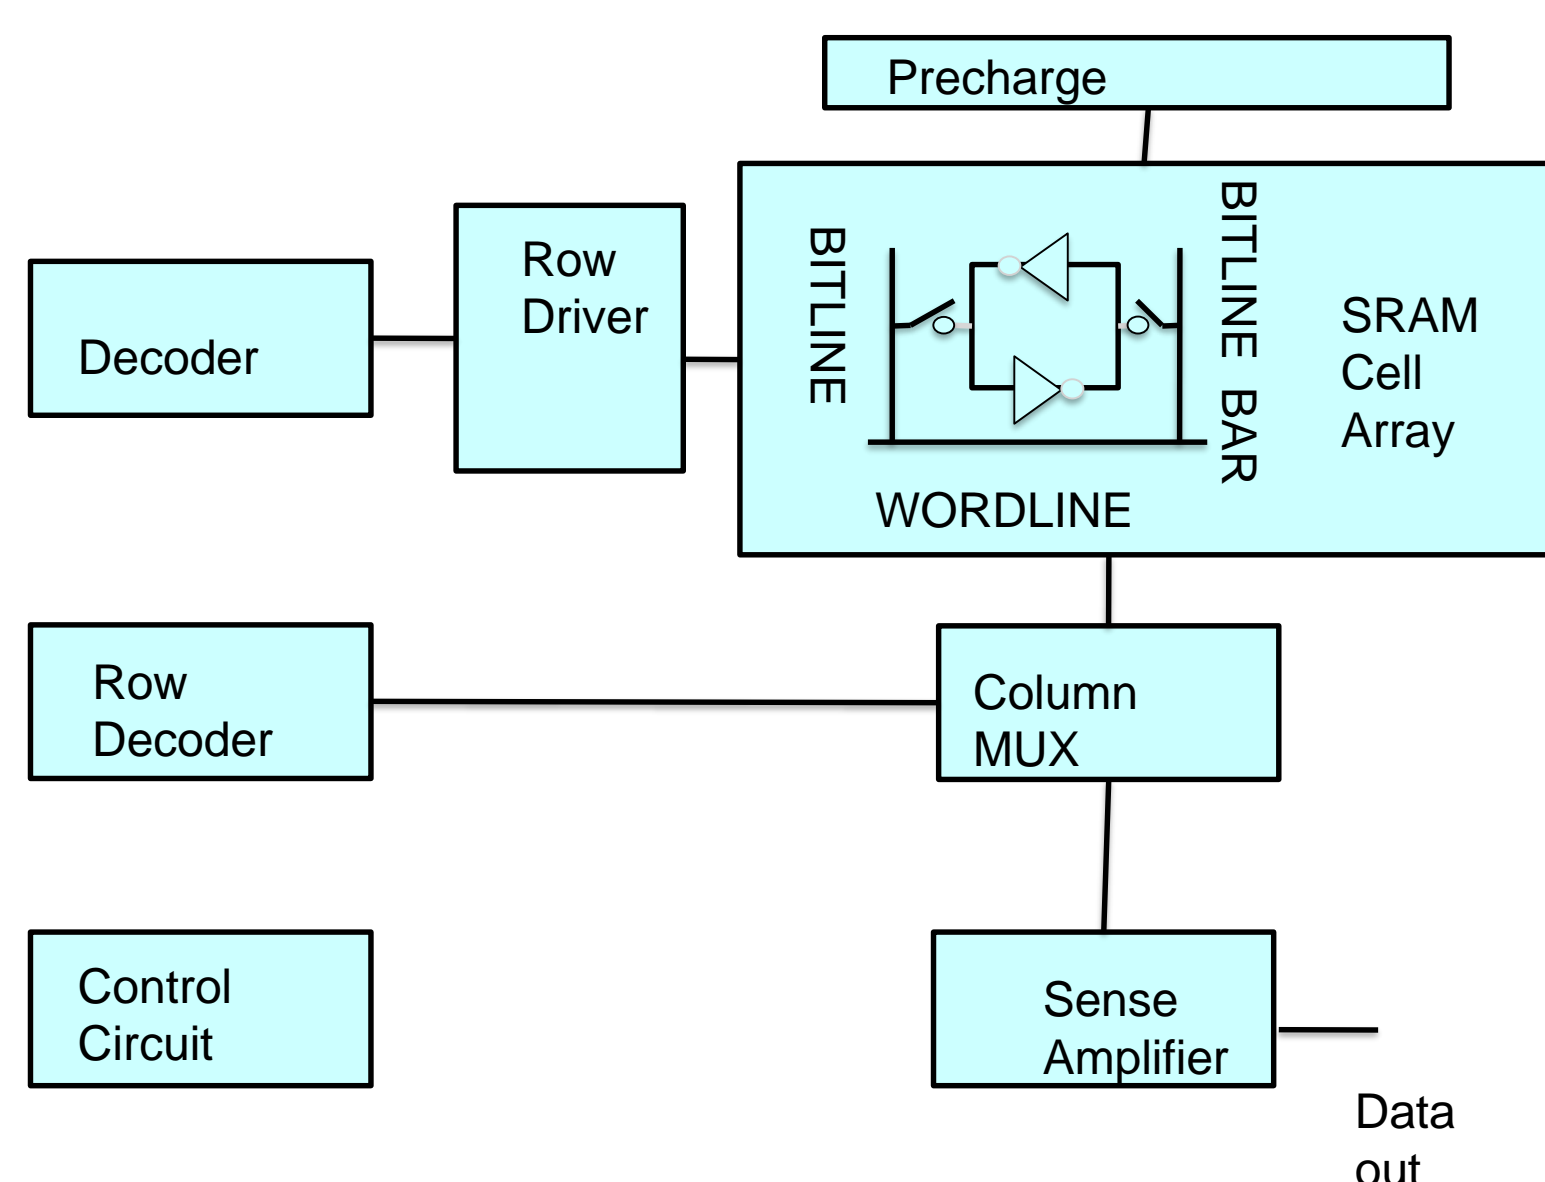 Precharge
Decoder
Row
Driver
BITLINE
BITLINE BAR
WORDLINE
SRAM
Cell
Array
Row
Decoder
Column
MUX
Control
Circuit
Sense
Amplifier
Data
out